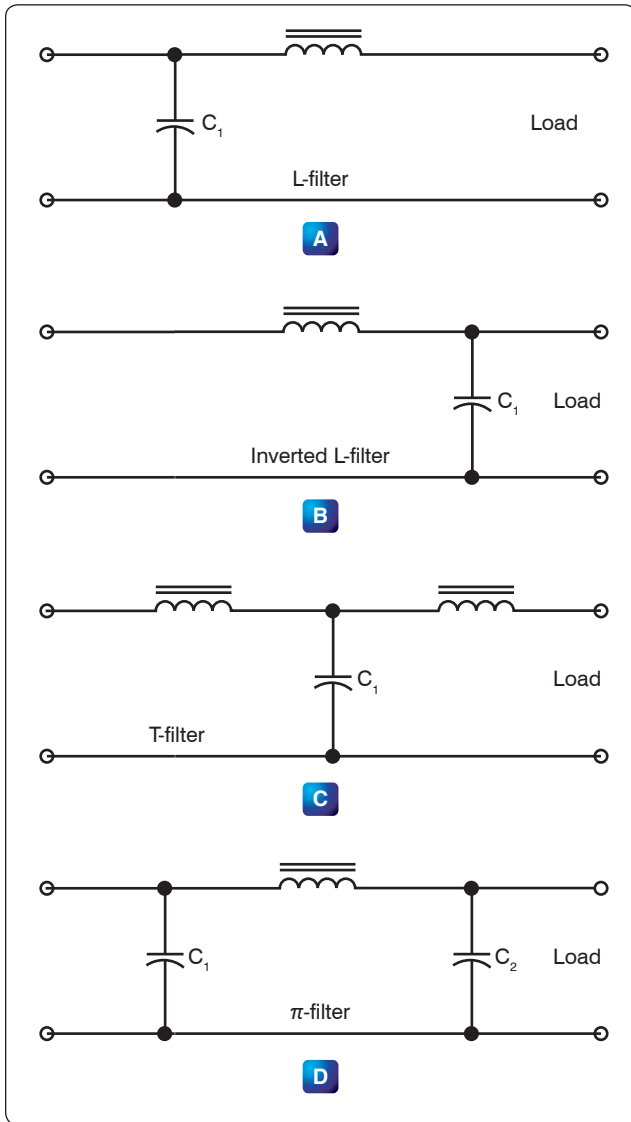 C₁
Load
L-filter
A
C₁
Load
Inverted L-filter
B
C₁
Load
T-filter
C
C₁
C₂
Load
π-filter
D